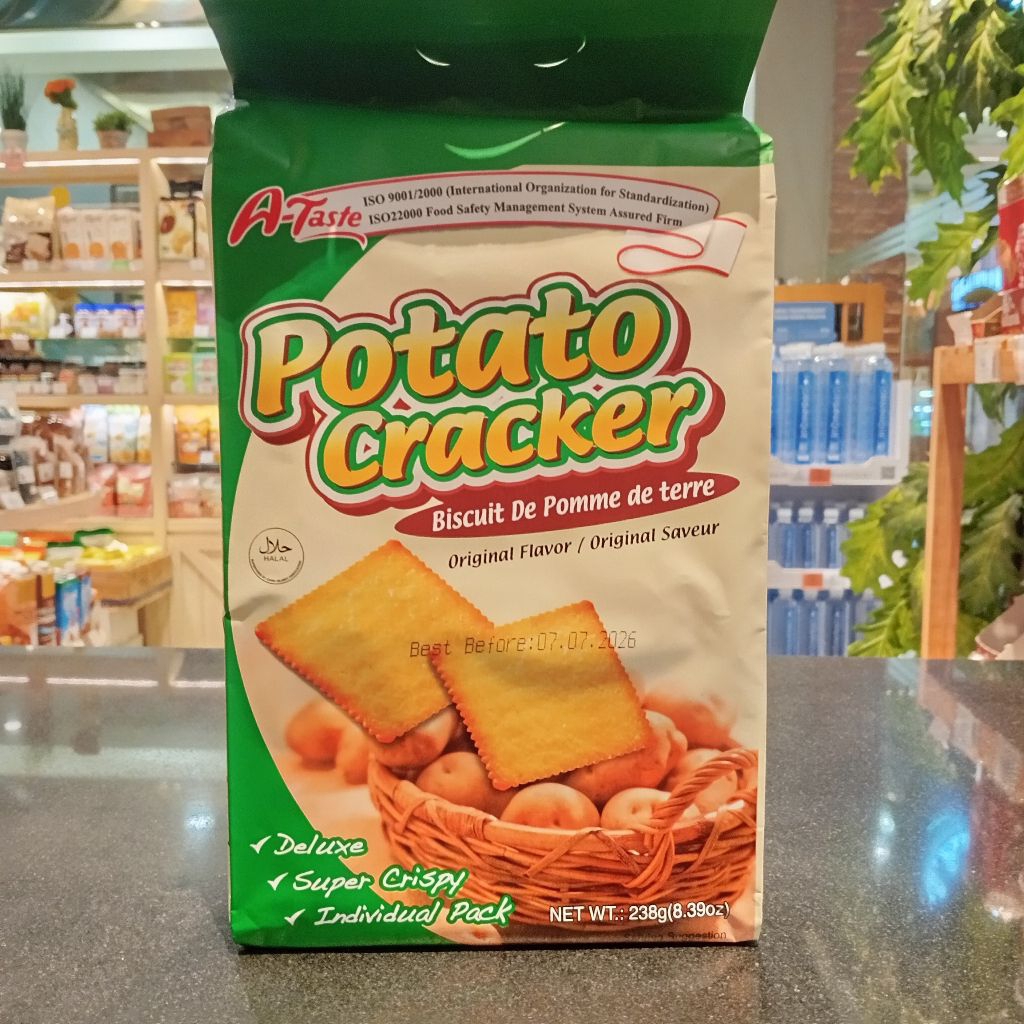 A-Taste
ISO 9001/2000 (International Organization for Standardization)
ISO22000 Food Safety Management System Assured Firm
Potato
Cracker
Biscuit De Pomme de terre
Original Flavor / Original Saveur
حلال
HALAL
Best Before:07.07.2026
✓ Deluxe
✓ Super Crispy
✓ Individual Pack
NET WT.: 238g(8.39oz)
Suggestion